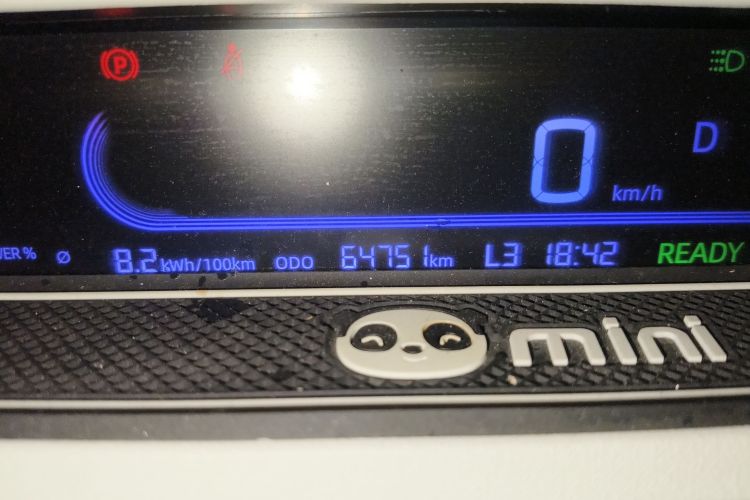 P
0 km/h D
WER % Ø 8.2 kWh/100km ODO 64751 km L3 18:42 READY
mini